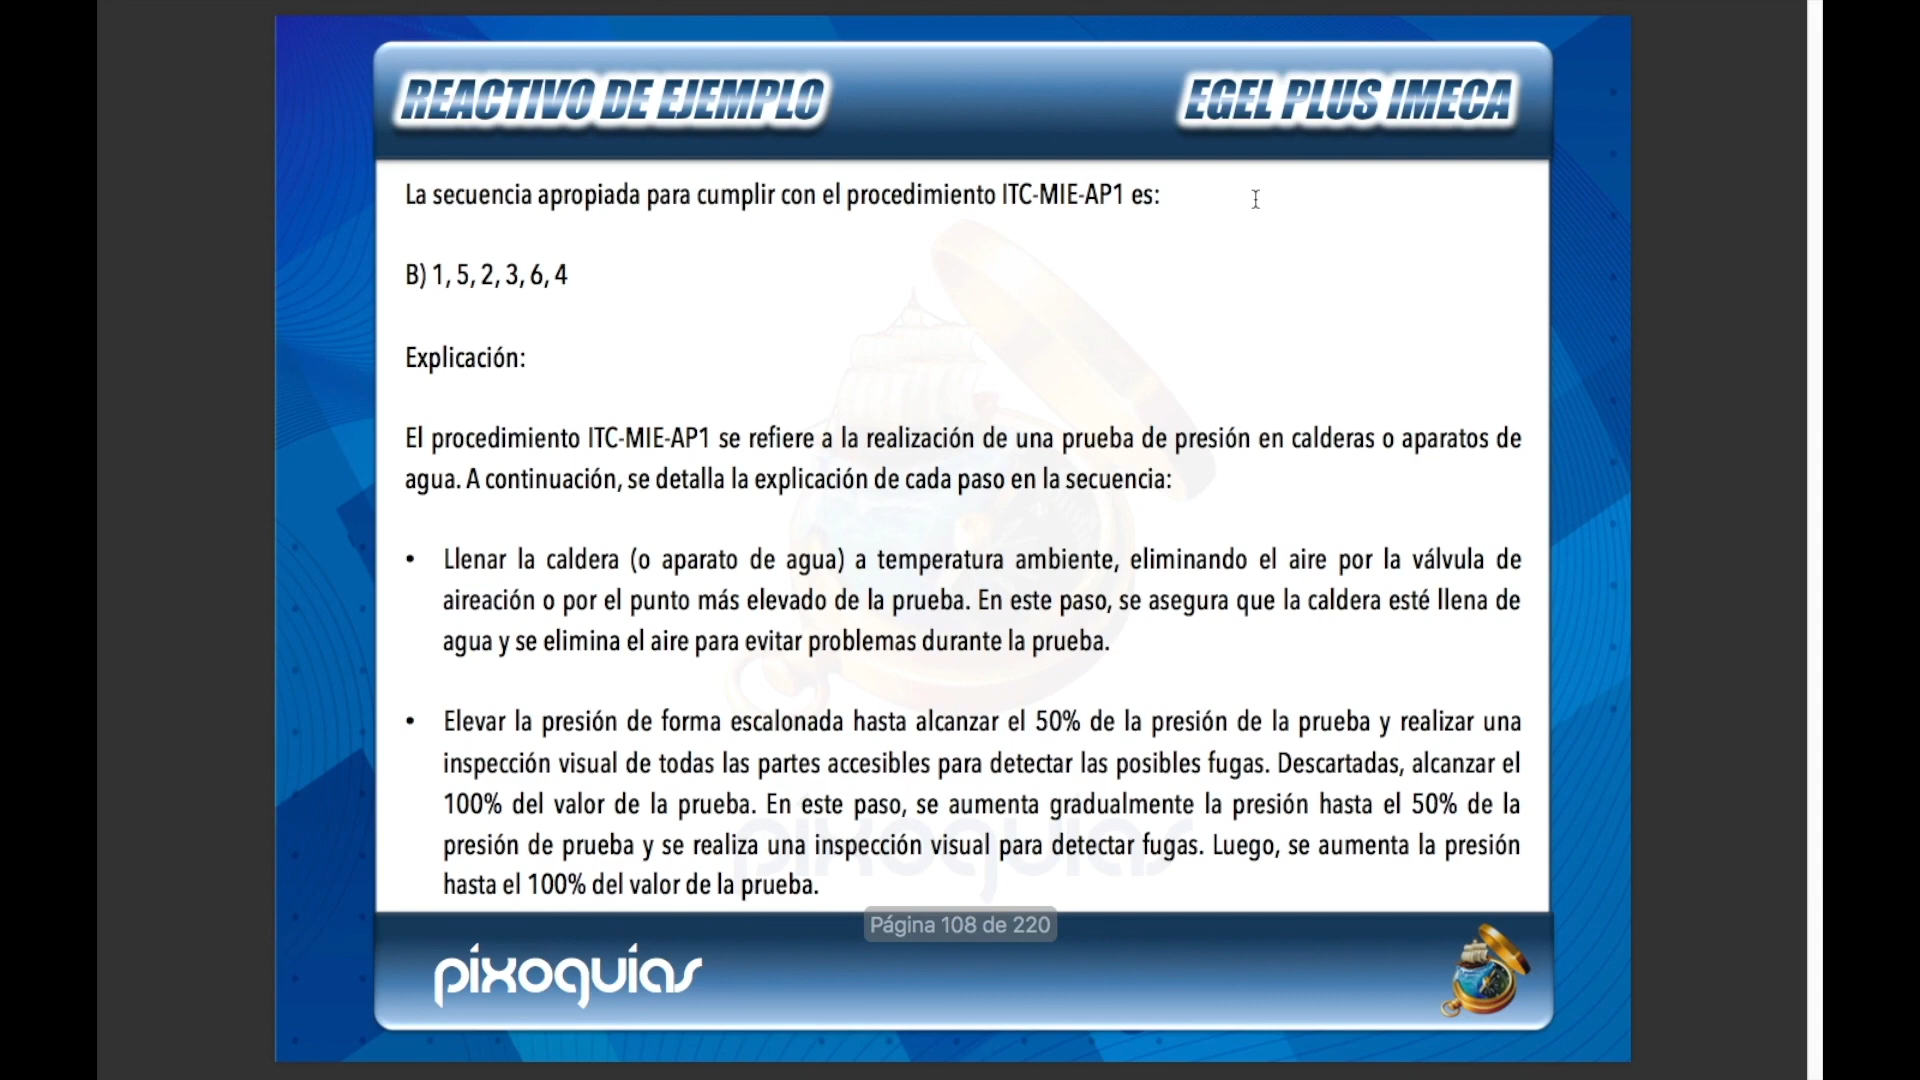 REACTIVO DE EJEMPLO
EGEL PLUS IMECA
La secuencia apropiada para cumplir con el procedimiento ITC-MIE-AP1 es:
B) 1, 5, 2, 3, 6, 4
Explicación:
El procedimiento ITC-MIE-AP1 se refiere a la realización de una prueba de presión en calderas o aparatos de
agua. A continuación, se detalla la explicación de cada paso en la secuencia:
• Llenar la caldera (o aparato de agua) a temperatura ambiente, eliminando el aire por la válvula de
aireación o por el punto más elevado de la prueba. En este paso, se asegura que la caldera esté llena de
agua y se elimina el aire para evitar problemas durante la prueba.
• Elevar la presión de forma escalonada hasta alcanzar el 50% de la presión de la prueba y realizar una
inspección visual de todas las partes accesibles para detectar las posibles fugas. Descartadas, alcanzar el
100% del valor de la prueba. En este paso, se aumenta gradualmente la presión hasta el 50% de la
presión de prueba y se realiza una inspección visual para detectar fugas. Luego, se aumenta la presión
hasta el 100% del valor de la prueba.
pixoguías
Página 108 de 220
pixoguías